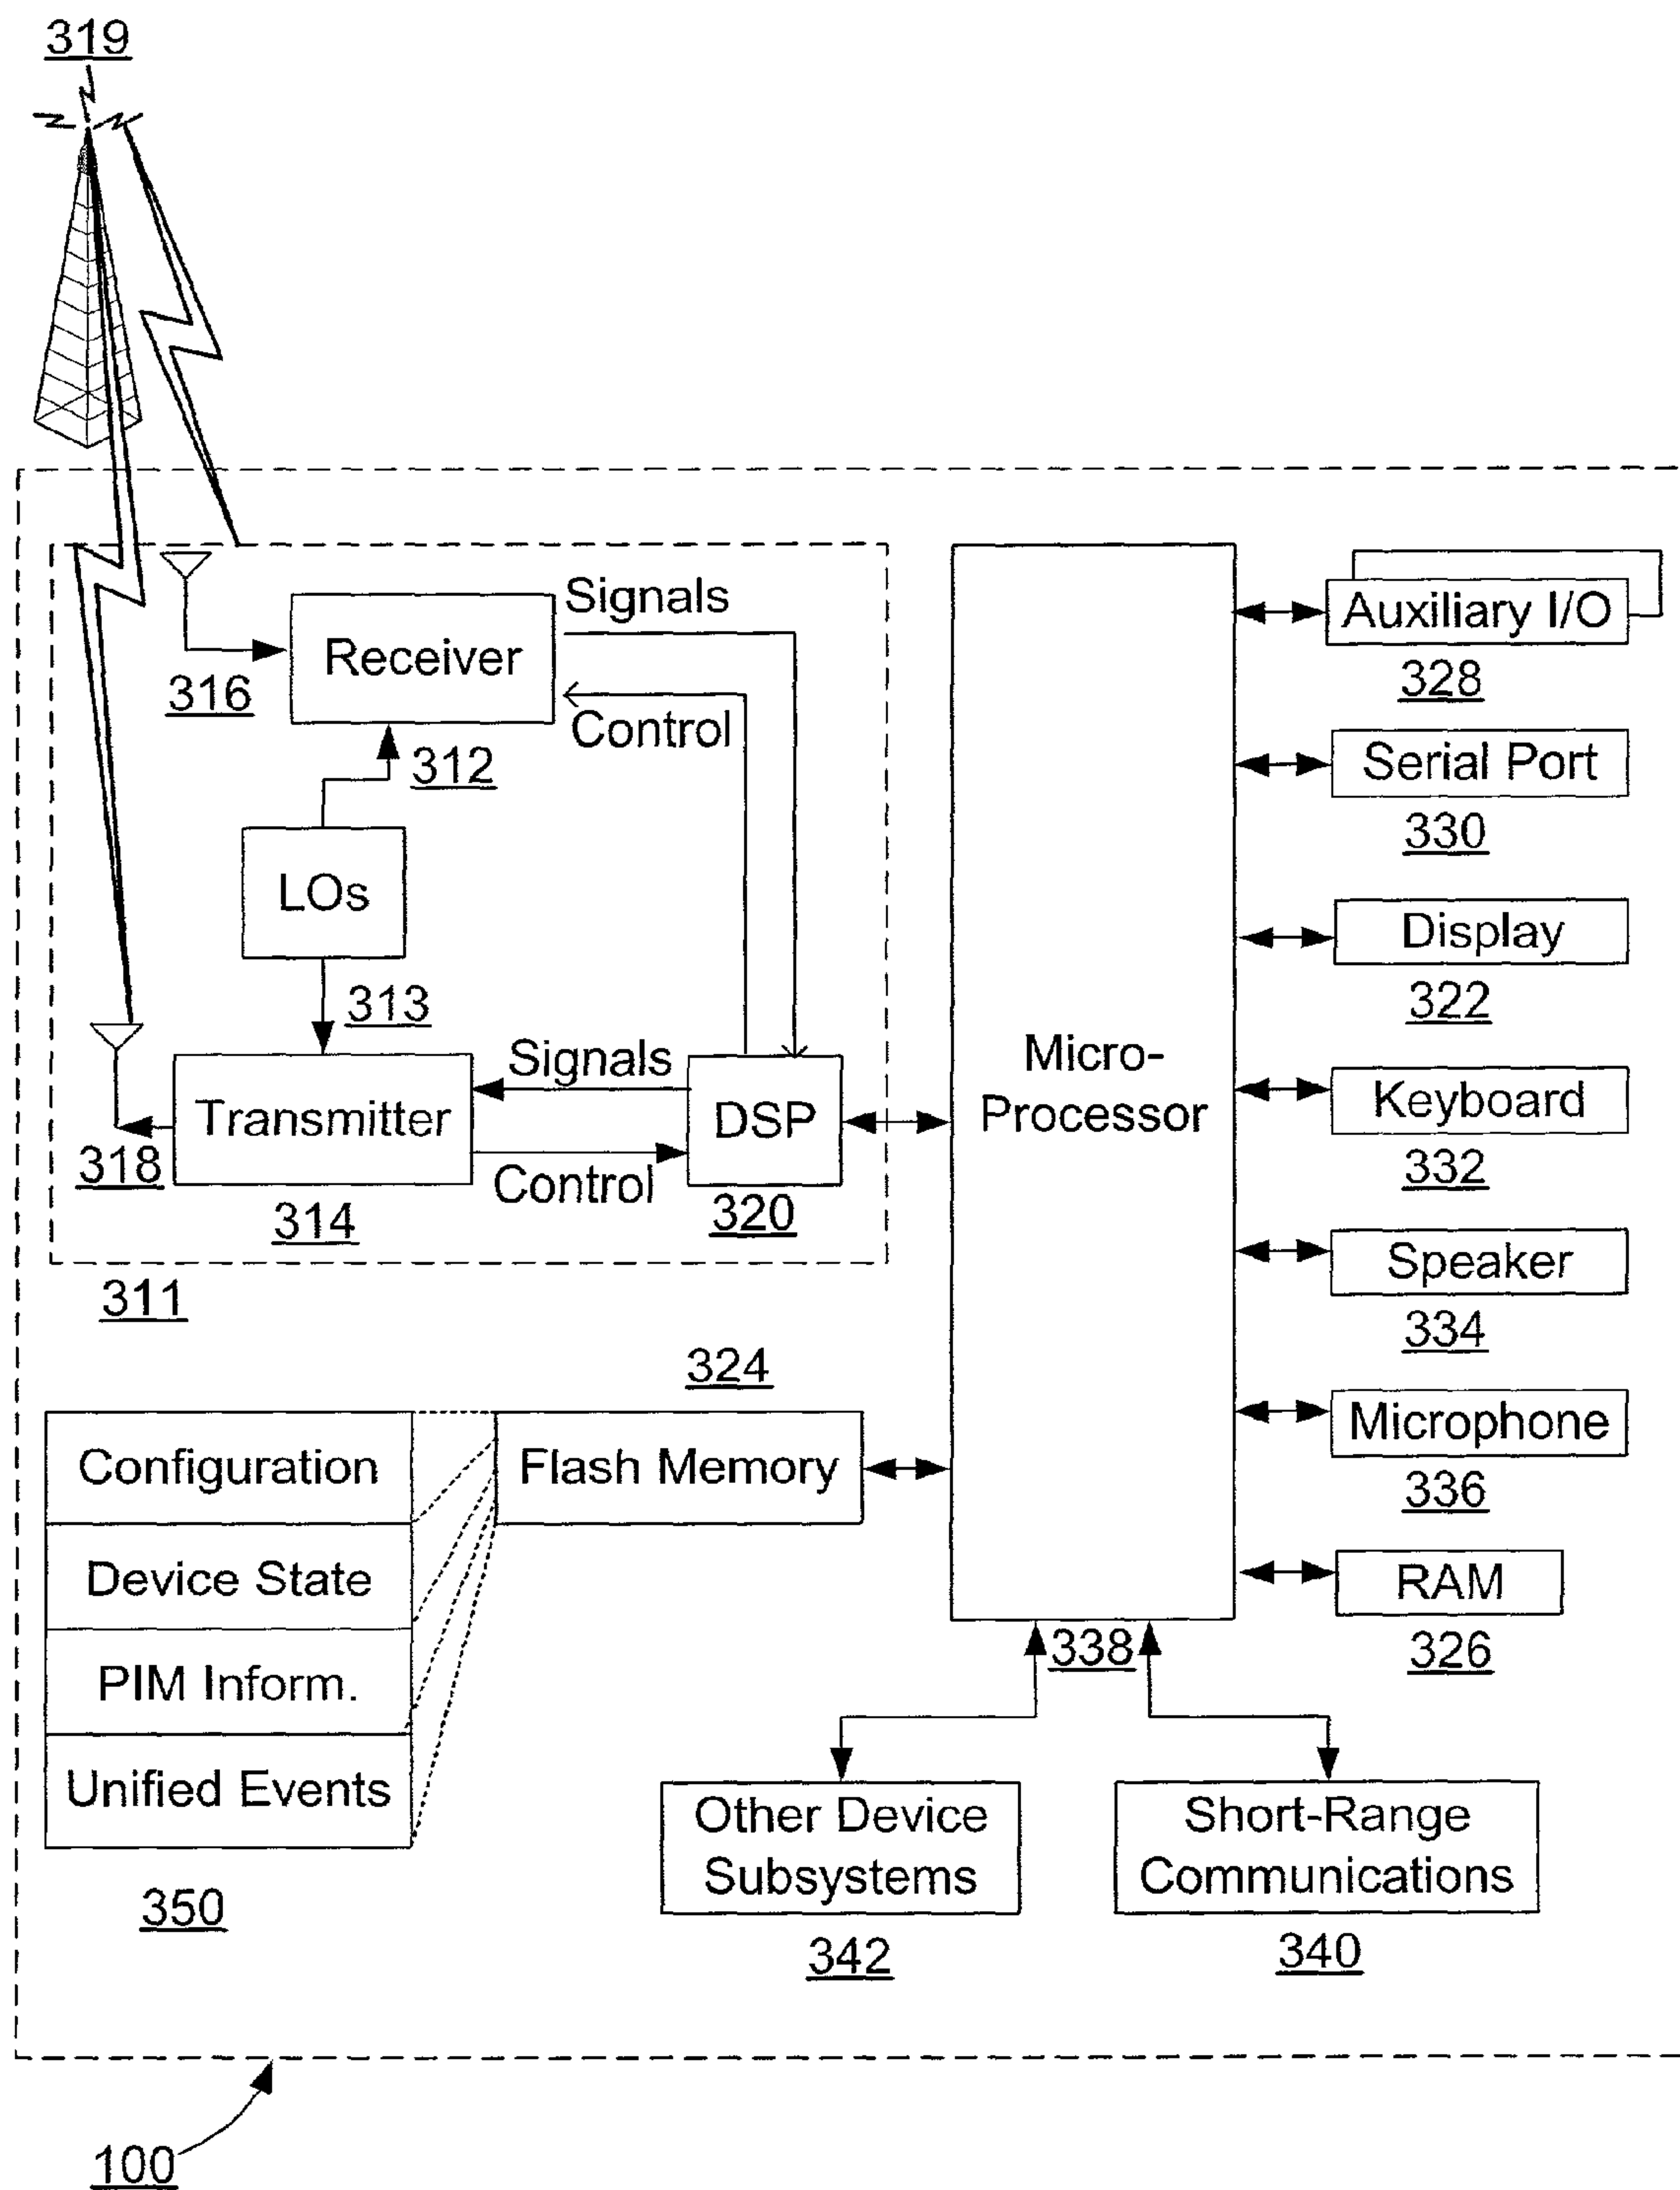 319
Signals
Receiver
316
Control
312
LOs
313
Signals
Transmitter
DSP
318
Control
314
320
311
Micro-
Processor
338
Auxiliary I/O
328
Serial Port
330
Display
322
Keyboard
332
Speaker
334
Microphone
336
RAM
326
324
Flash Memory
Configuration
Device State
PIM Inform.
Unified Events
350
Other Device
Subsystems
342
Short-Range
Communications
340
100